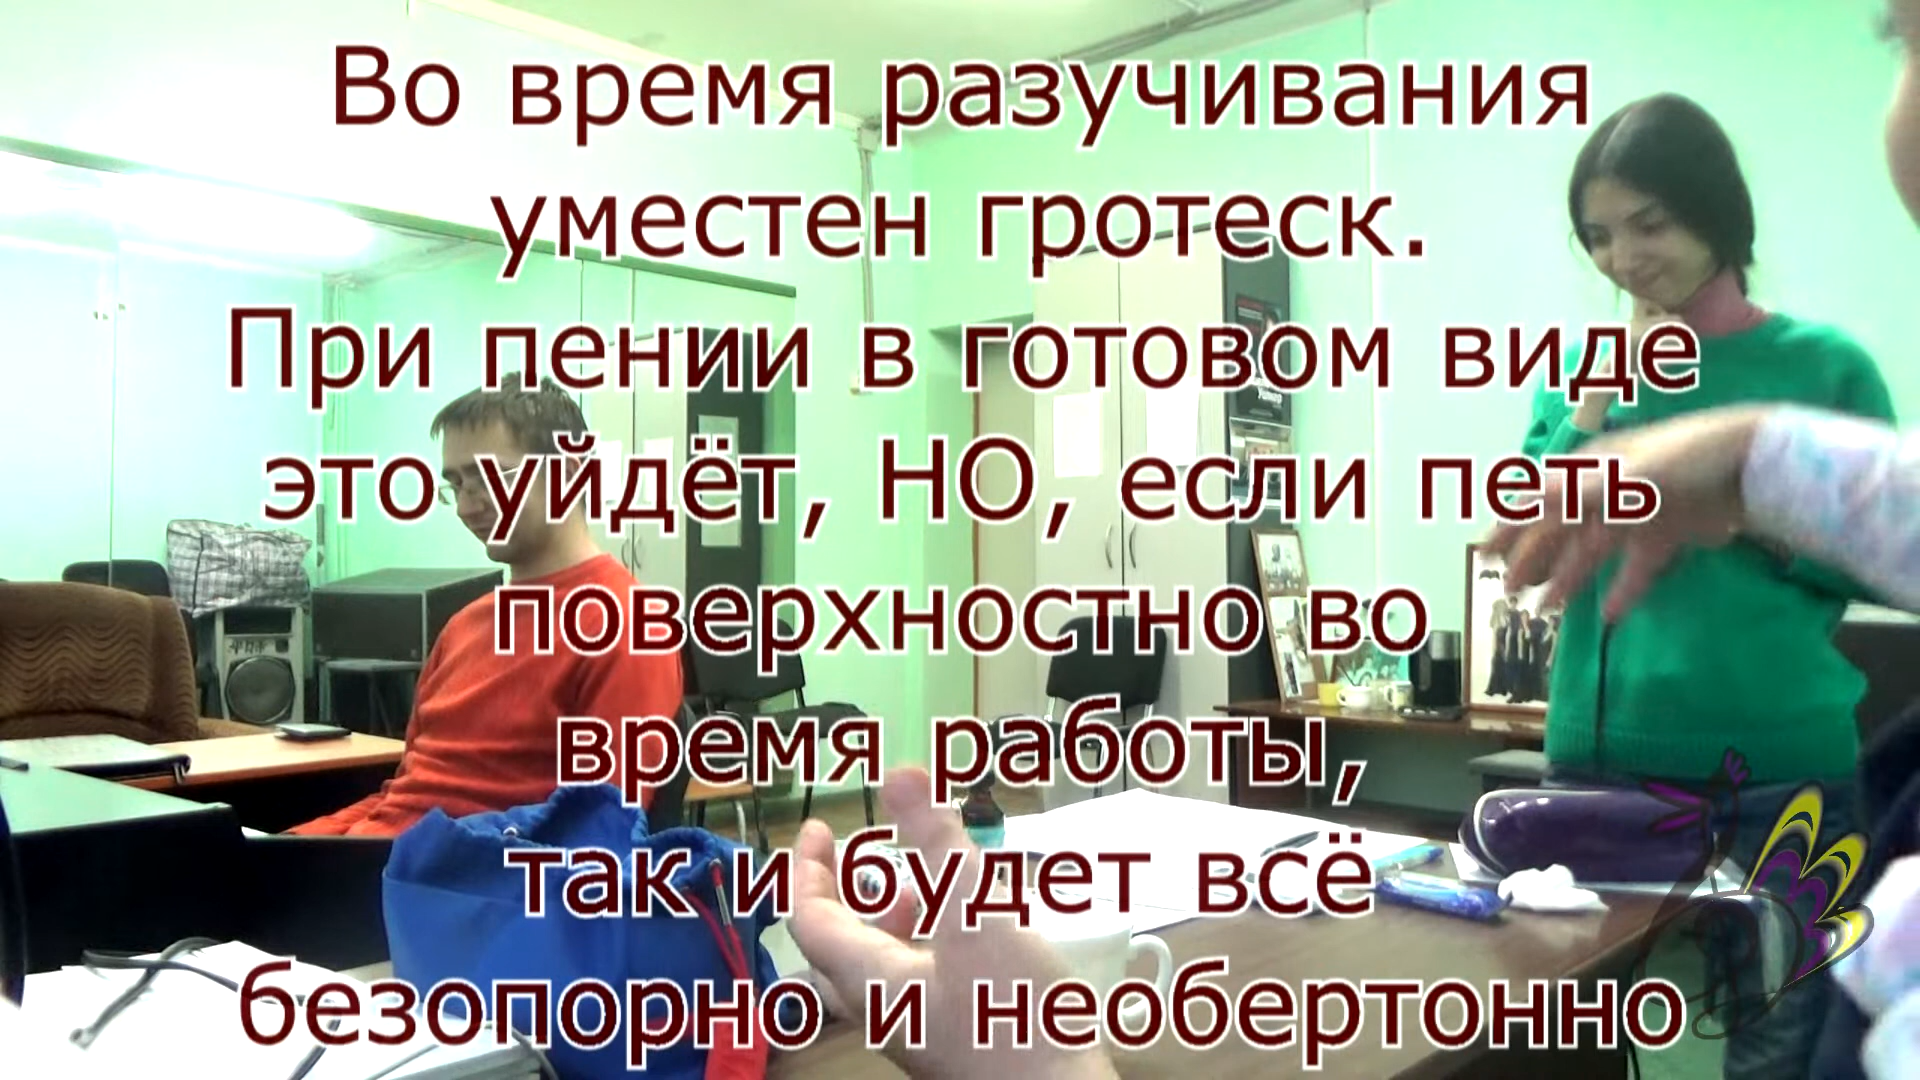 Во время разучивания
уместен гротеск.
При пении в готовом виде
это уйдёт, НО, если петь
поверхностно во
время работы,
так и будет всё
безопорно и необертонно